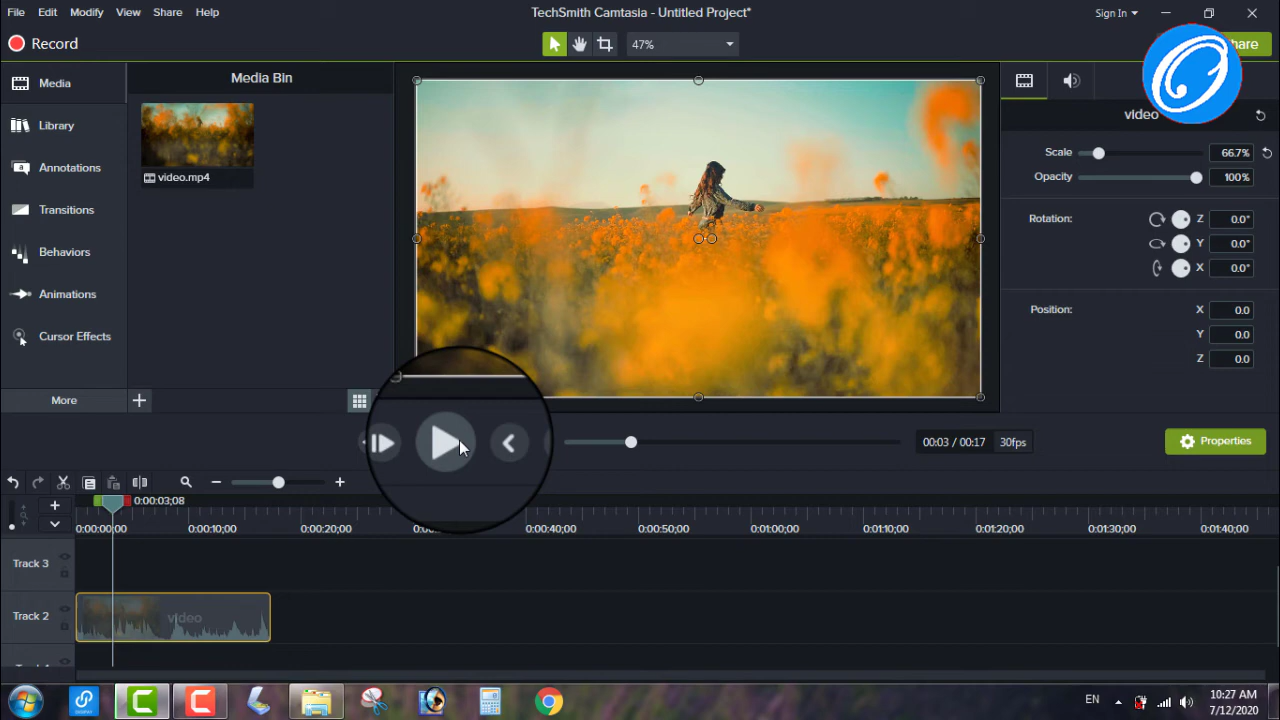 File Edit Modify View Share Help
TechSmith Camtasia - Untitled Project*
Sign In
Record
47%
hare
Media
Library
Annotations
Transitions
Behaviors
Animations
Cursor Effects
More
Media Bin
video.mp4
video
Scale 66.7%
Opacity 100%
Rotation: Z 0.0°
Y 0.0°
X 0.0°
Position: X 0.0
Y 0.0
Z 0.0
00:03 / 00:17 30fps
Properties
0:00:03;08
0:00:00;00 0:00:10;00 0:00:20;00 0:00:40;00 0:00:50;00 0:01:00;00 0:01:10;00 0:01:20;00 0:01:30;00 0:01:40;00
Track 3
Track 2
video
EN
10:27 AM
7/12/2020